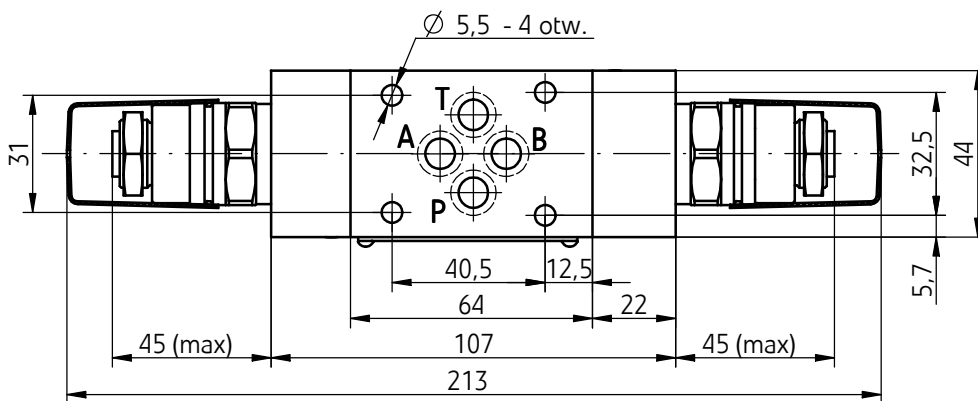 Ø 5,5 - 4 otw.
T
A
B
P
31
32,5
44
5,7
40,5
12,5
64
22
45 (max)
107
45 (max)
213